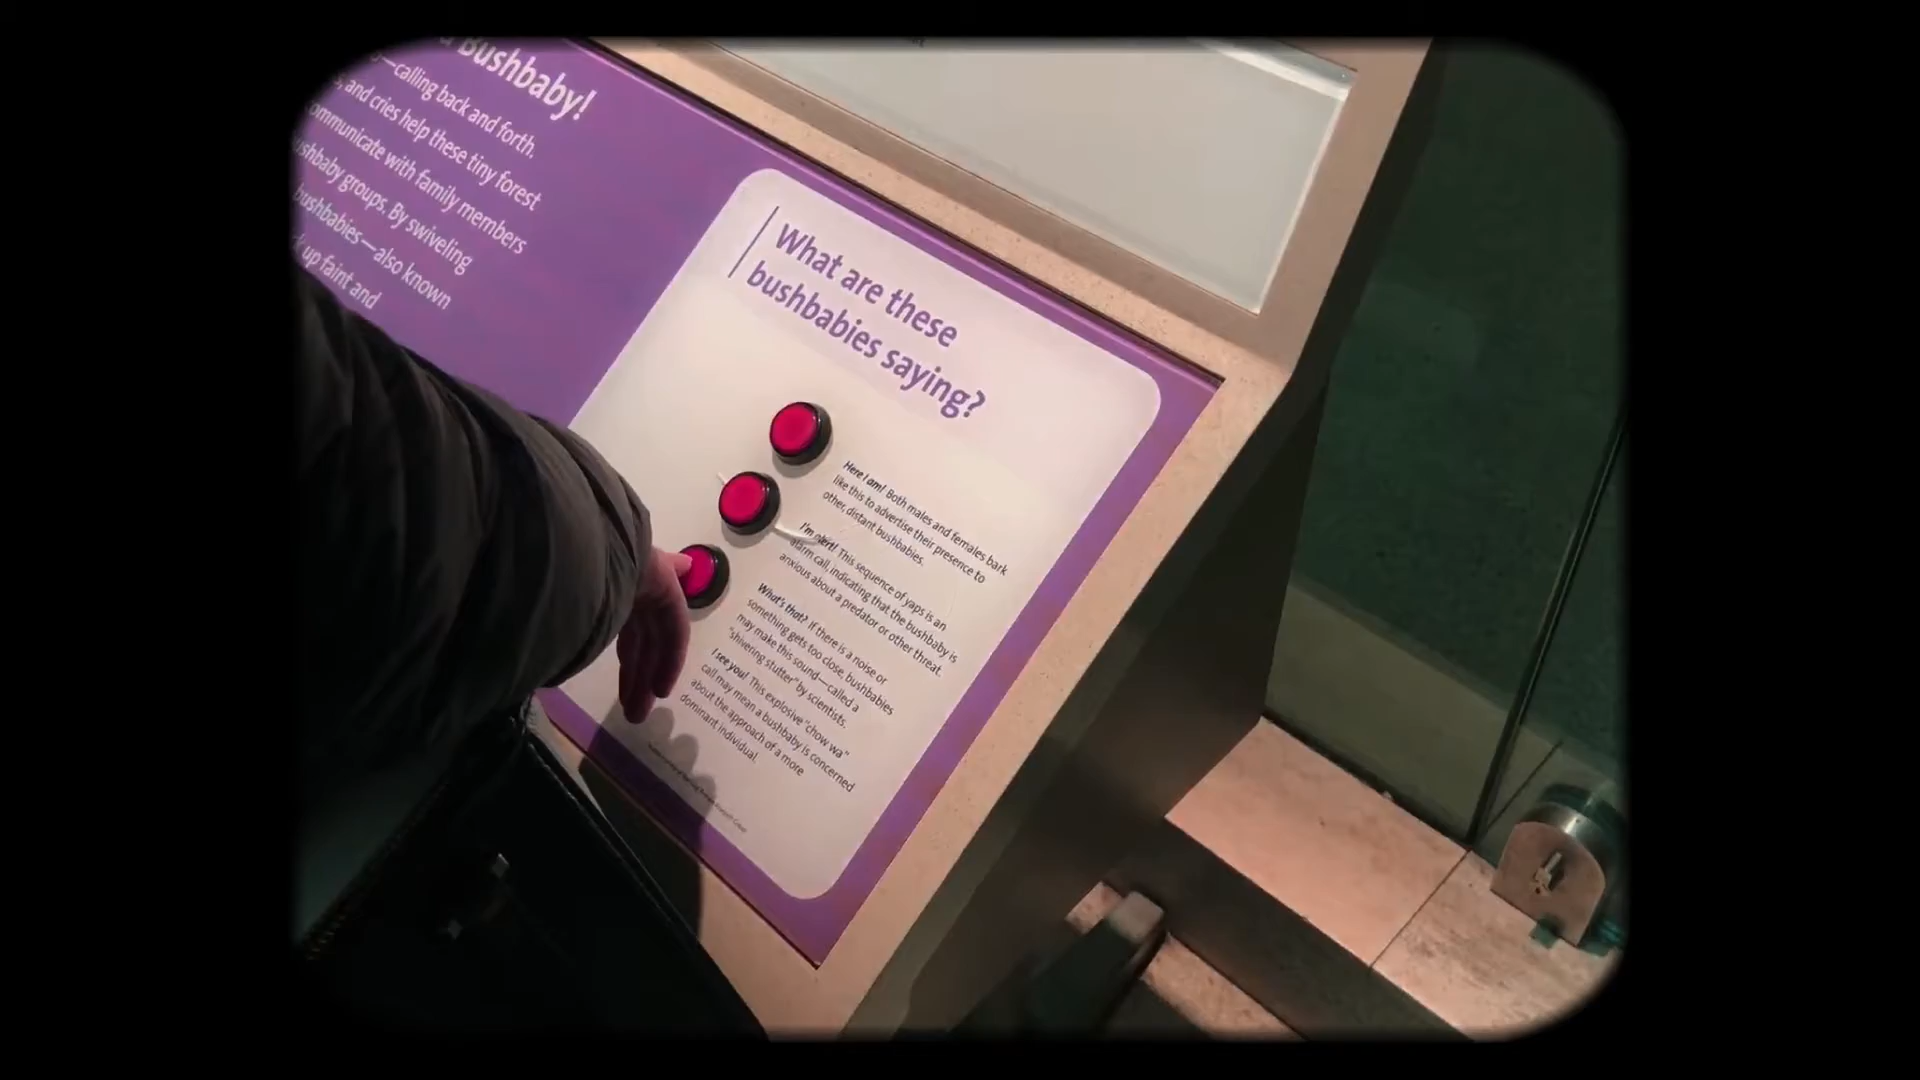 Bushbaby!
—calling back and forth.
, and cries help these tiny forest
communicate with family members
bushbaby groups. By swiveling
bushbabies—also known
up faint and
What are these
bushbabies saying?
Here I am! Both males and females bark
like this to advertise their presence to
other, distant bushbabies.
I'm alert! This sequence of yaps is an
alarm call, indicating that the bushbaby is
anxious about a predator or other threat.
What's that? If there is a noise or
something gets too close, bushbabies
may make this sound—called a
"shivering stutter" by scientists.
I see you! This explosive "chow wa"
call may mean a bushbaby is concerned
about the approach of a more
dominant individual.